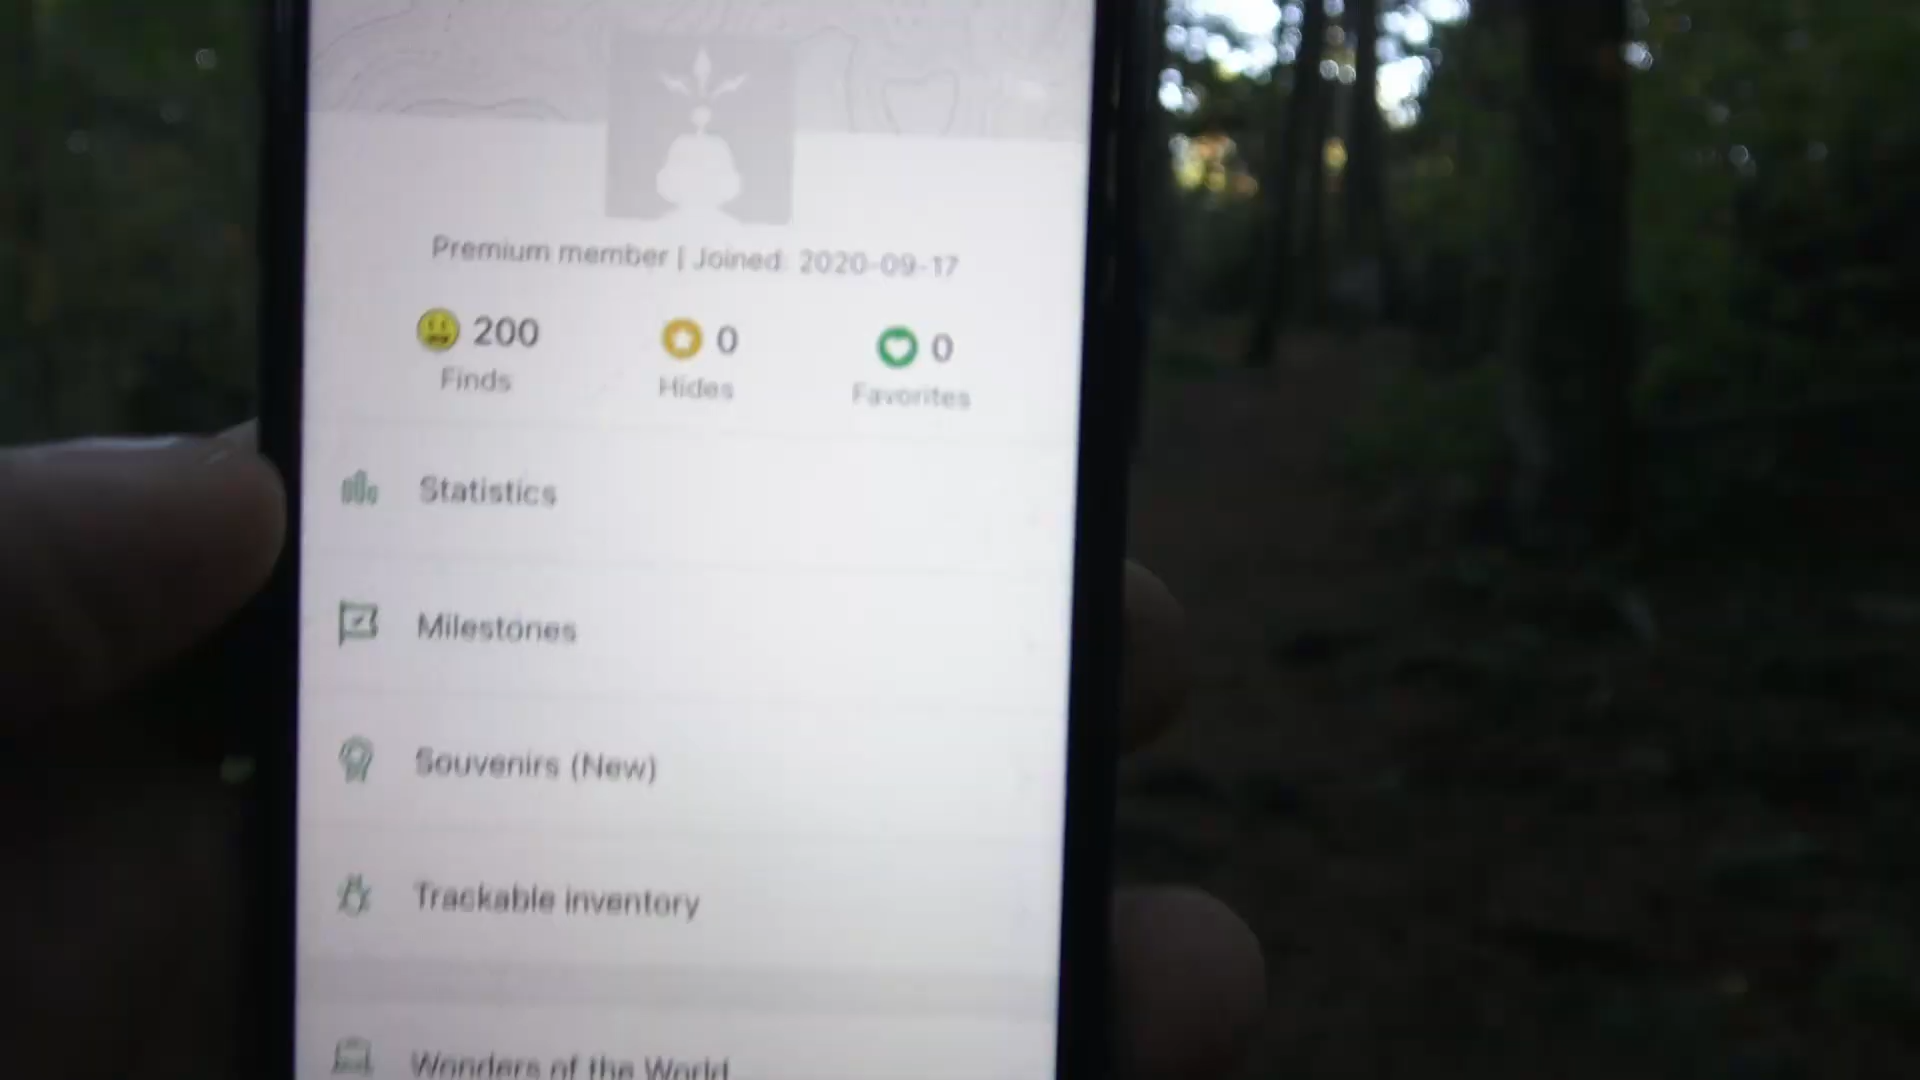 Premium member | Joined: 2020-09-17
200 0 0
Finds Hides Favorites
Statistics
Milestones
Souvenirs (New)
Trackable inventory
Wonders of the World